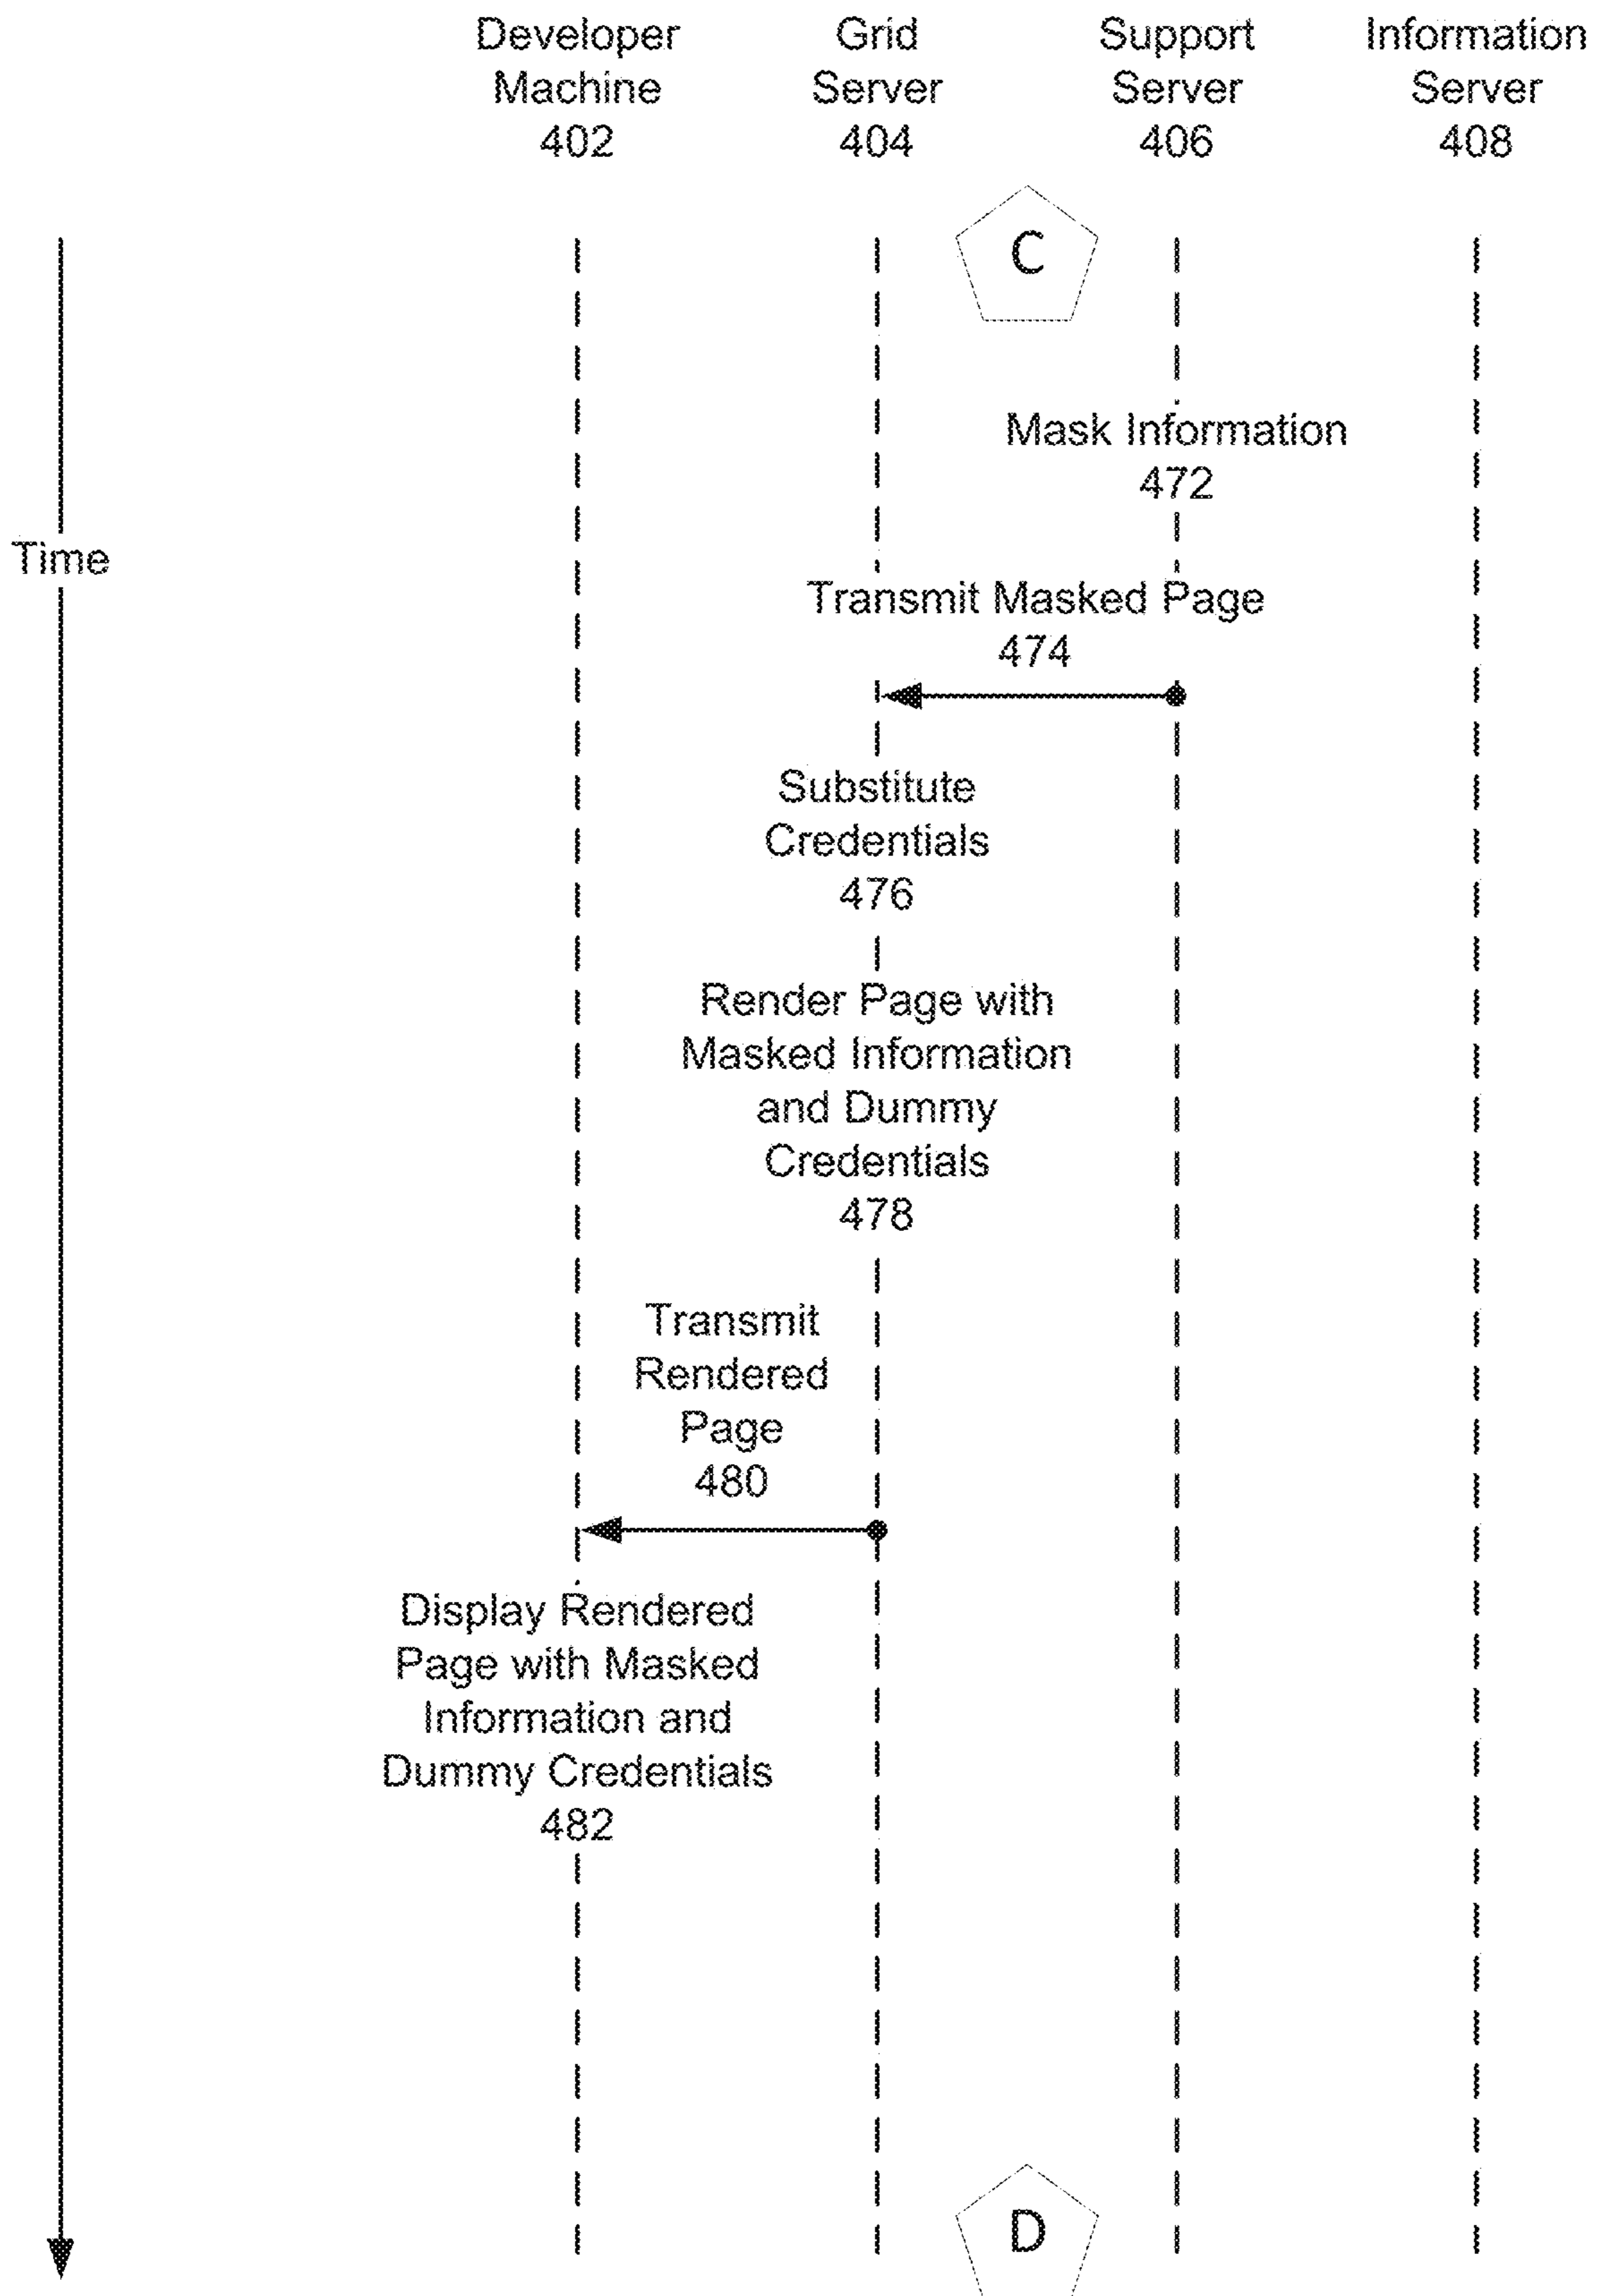 Developer
Machine
402
Grid
Server
404
Support
Server
406
Information
Server
408
C
Mask Information
472
Time
Transmit Masked Page
474
Substitute
Credentials
476
Render Page with
Masked Information
and Dummy
Credentials
478
Transmit
Rendered
Page
480
Display Rendered
Page with Masked
Information and
Dummy Credentials
482
D